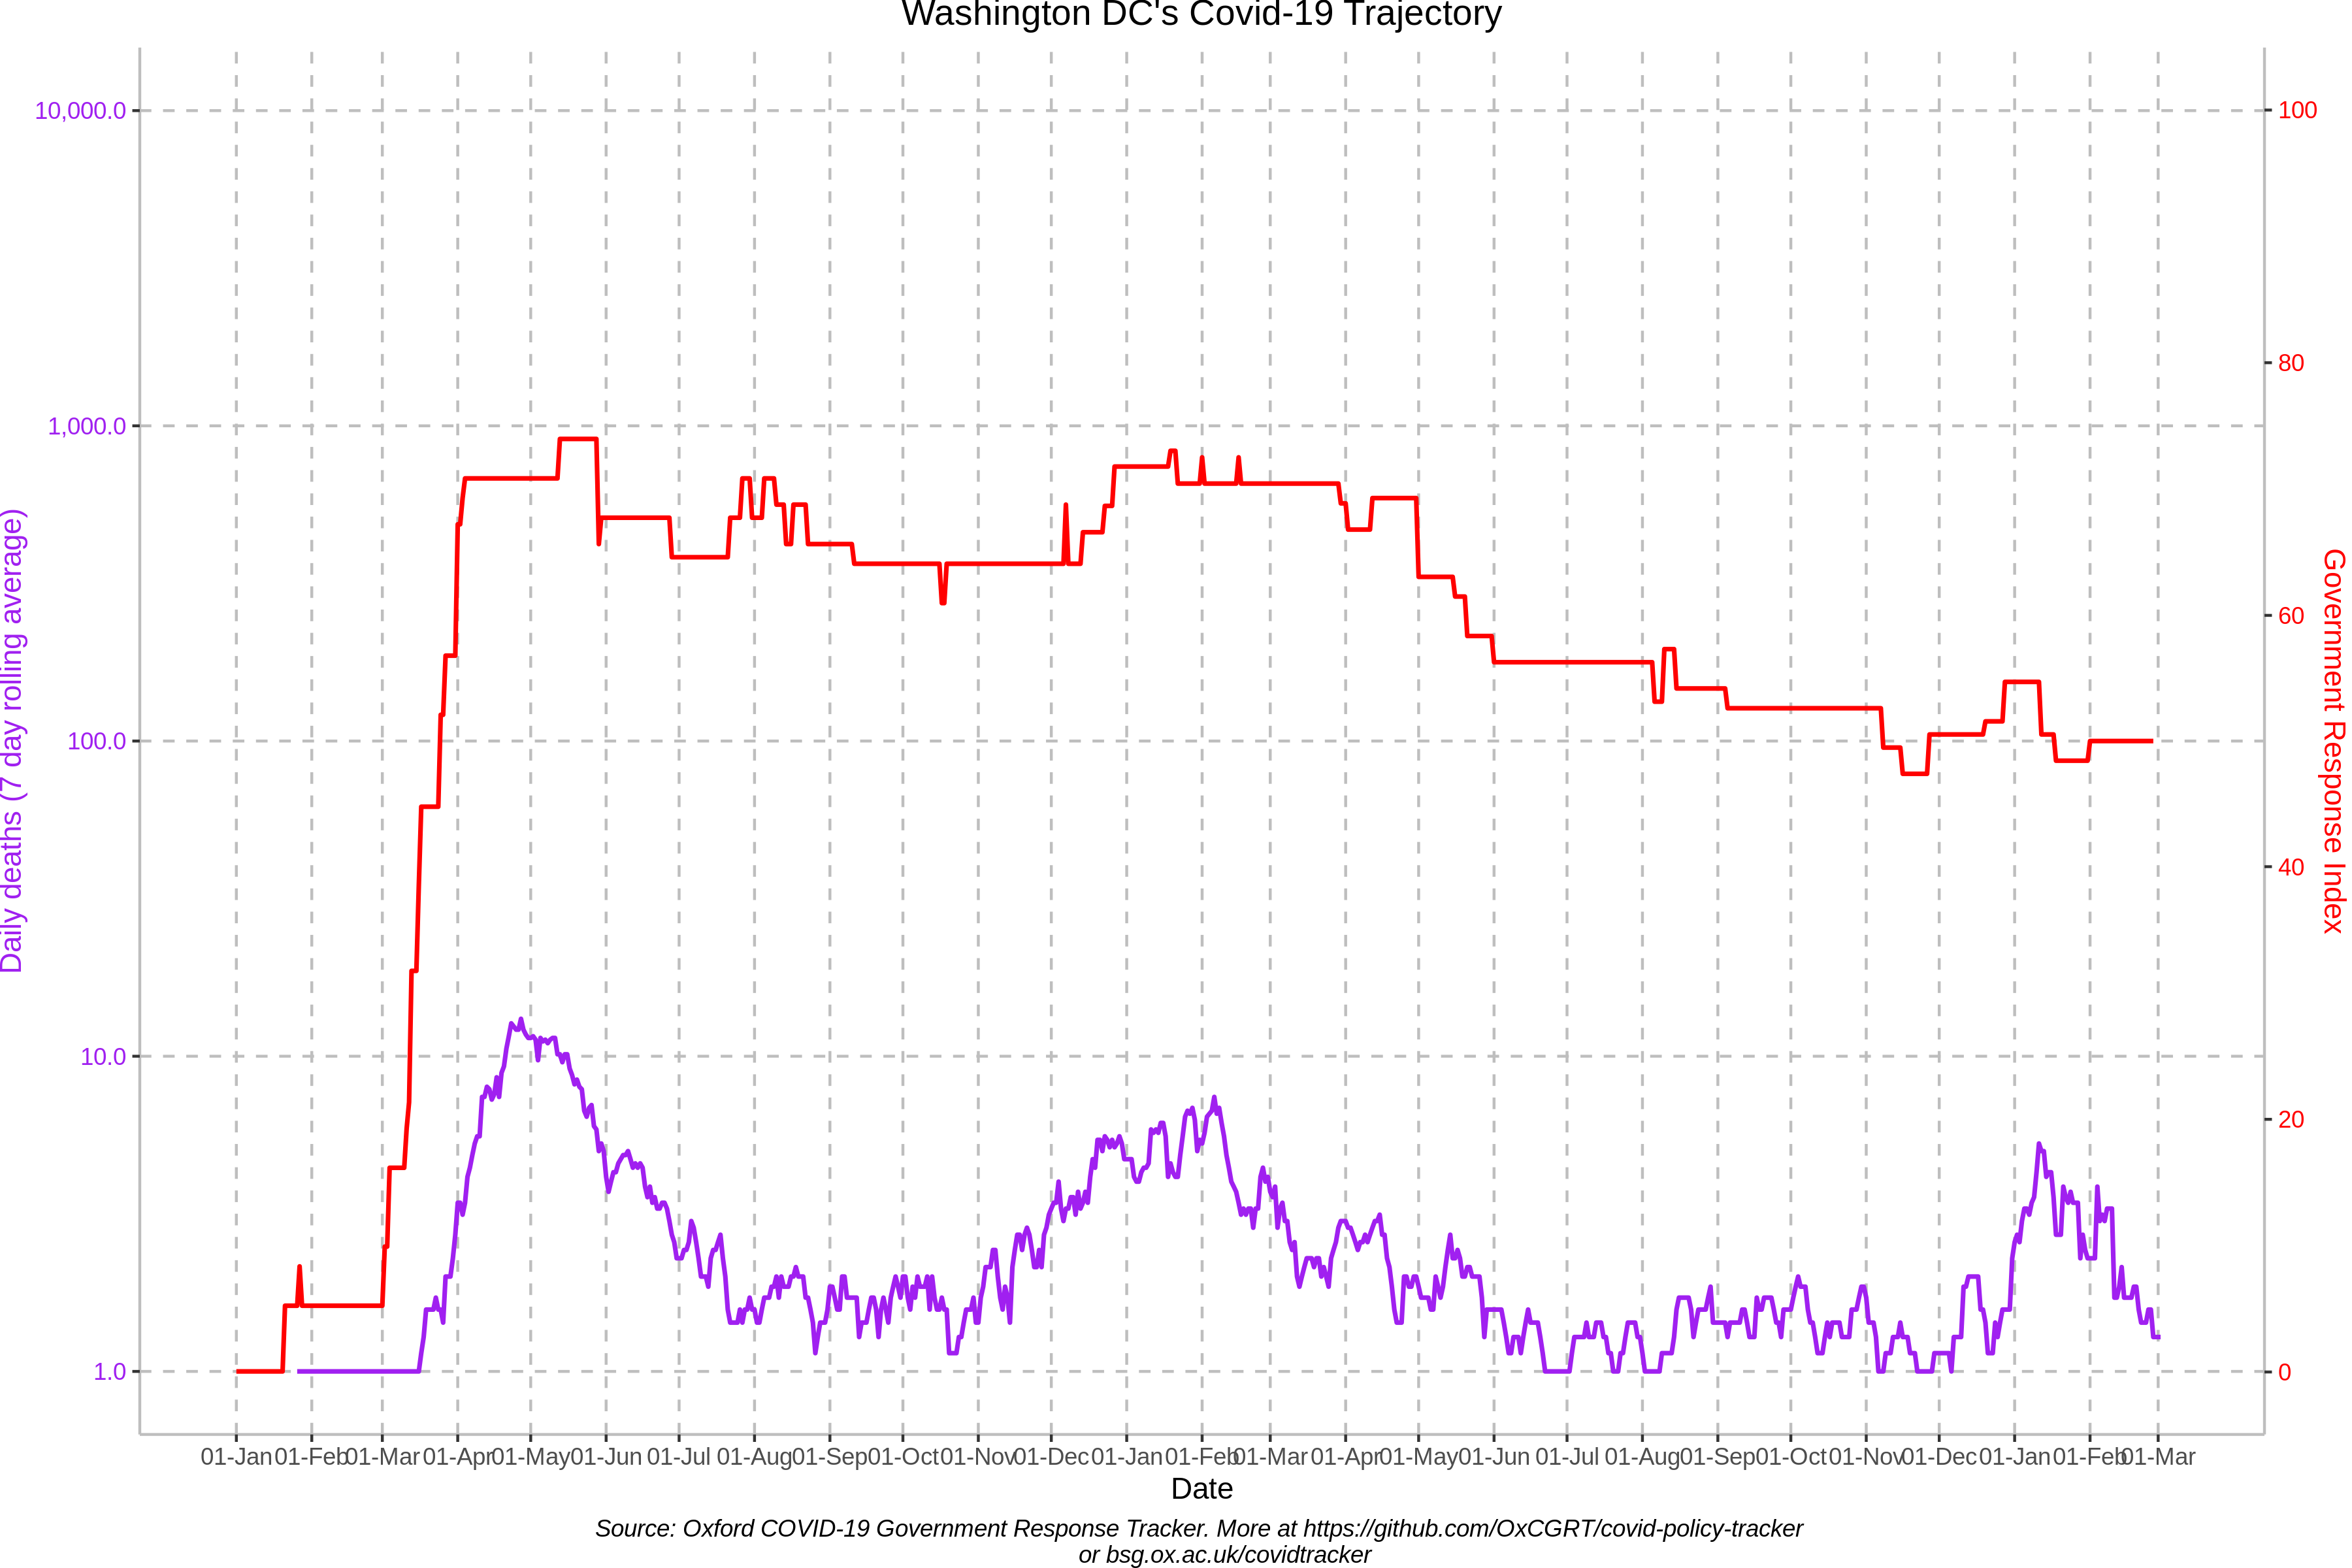 Washington DC's Covid-19 Trajectory
10,000.0
1,000.0
100.0
10.0
1.0
Daily deaths (7 day rolling average)
100
80
60
40
20
0
Government Response Index
01-Jan 01-Feb 01-Mar 01-Apr 01-May 01-Jun 01-Jul 01-Aug 01-Sep 01-Oct 01-Nov 01-Dec 01-Jan 01-Feb 01-Mar 01-Apr 01-May 01-Jun 01-Jul 01-Aug 01-Sep 01-Oct 01-Nov 01-Dec 01-Jan 01-Feb 01-Mar
Date
Source: Oxford COVID-19 Government Response Tracker. More at https://github.com/OxCGRT/covid-policy-tracker
or bsg.ox.ac.uk/covidtracker